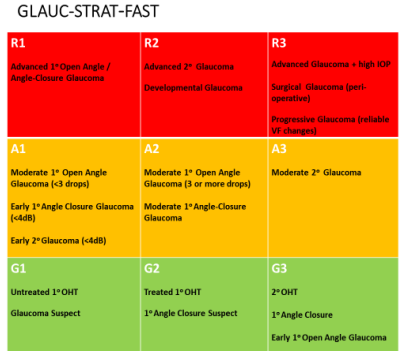 GLAUC-STRAT-FAST
R1
Advanced 1° Open Angle /
Angle-Closure Glaucoma
R2
Advanced 2° Glaucoma
Developmental Glaucoma
R3
Advanced Glaucoma + high IOP
Surgical Glaucoma (peri-
operative)
Progressive Glaucoma (reliable
VF changes)
A1
Moderate 1° Open Angle
Glaucoma (<3 drops)
Early 1° Angle Closure Glaucoma
(<4dB)
Early 2° Glaucoma (<4dB)
A2
Moderate 1° Open Angle
Glaucoma (3 or more drops)
Moderate 1° Angle-Closure
Glaucoma
A3
Moderate 2° Glaucoma
G1
Untreated 1° OHT
Glaucoma Suspect
G2
Treated 1° OHT
1° Angle Closure Suspect
G3
2° OHT
1° Angle Closure
Early 1° Open Angle Glaucoma